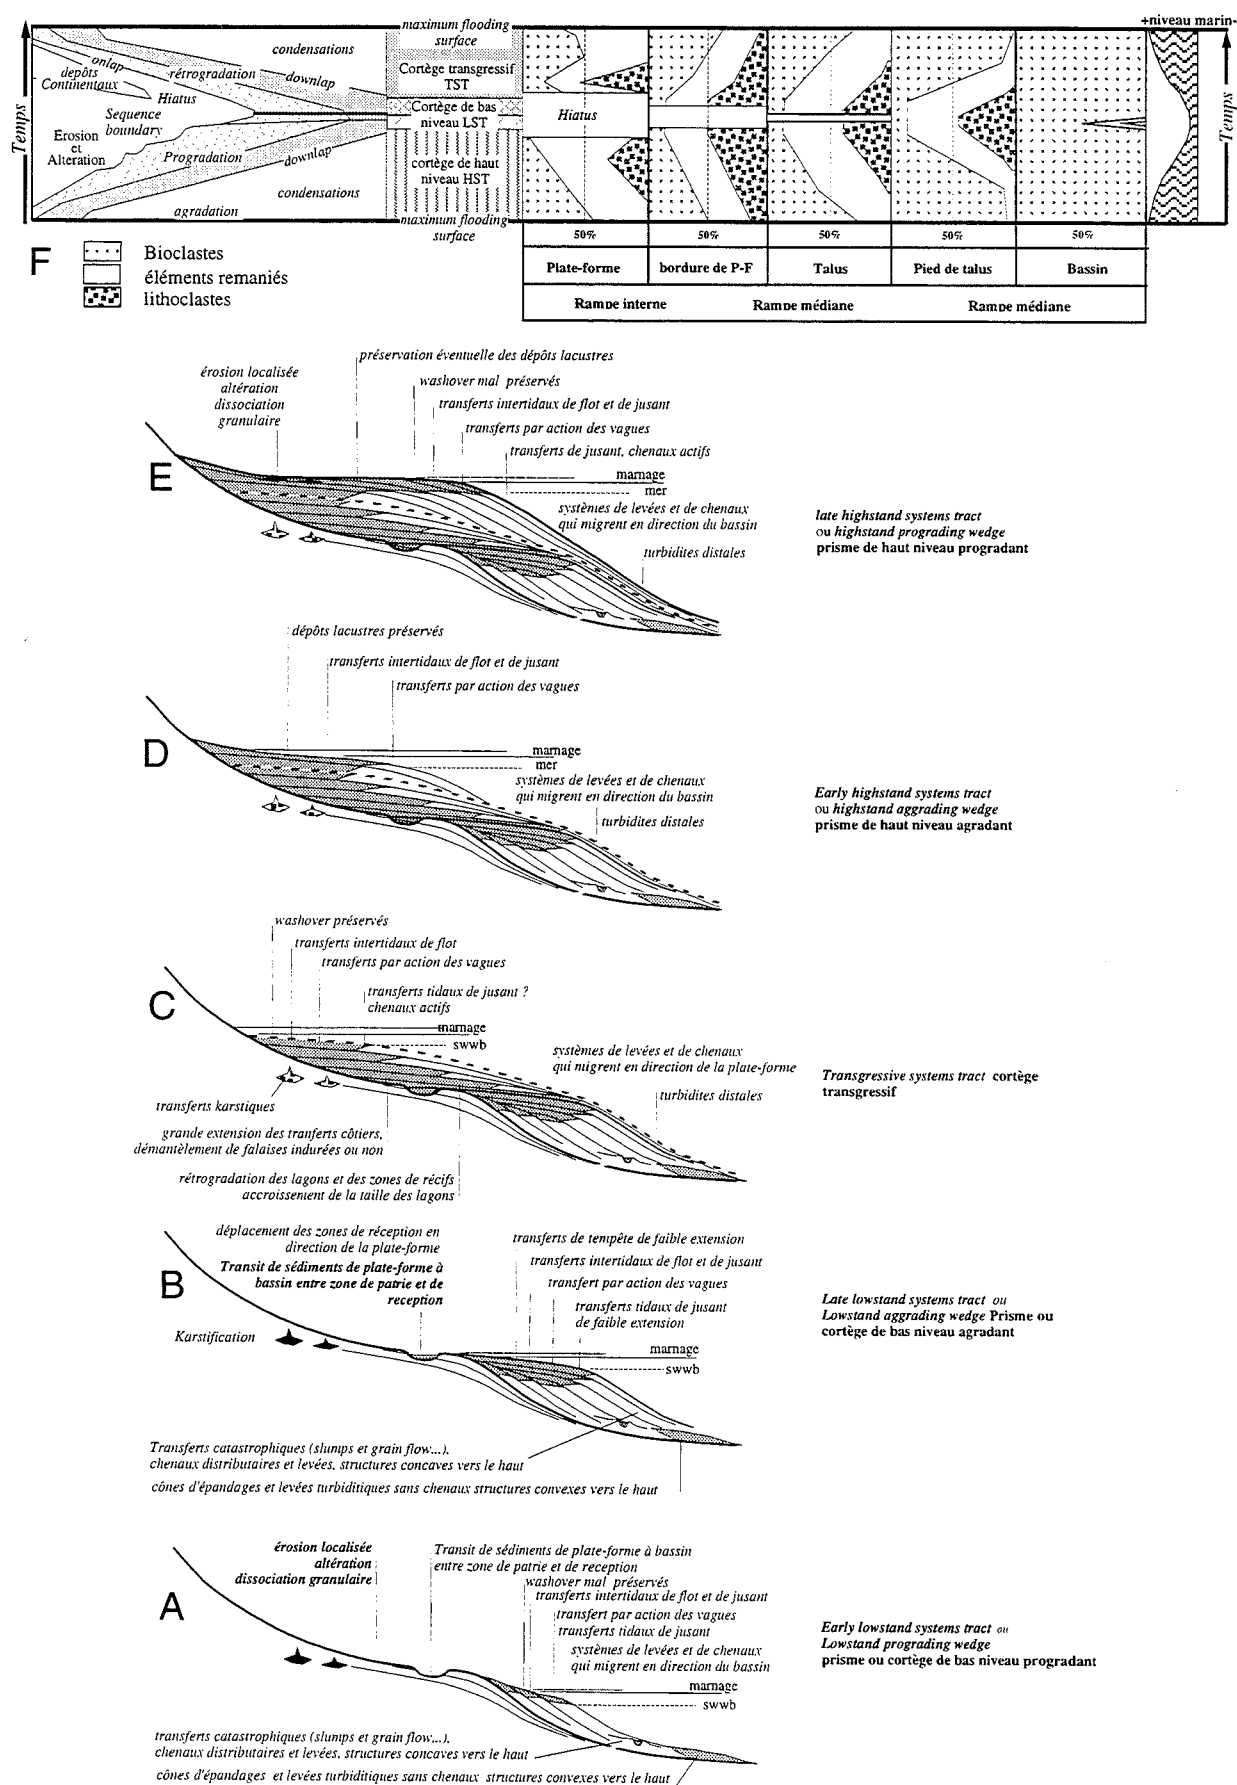 +niveau marin-
maximum flooding
surface
condensations
onlap
rétrogradation
downlap
depôts
Continentaux
Hiatus
Sequence
boundary
Erosion
et
Alteration
Progradation
downlap
condensations
agradation
Temps
Cortège transgressif
TST
Cortège de bas
niveau LST
cortège de haut
niveau HST
maximum flooding
surface
Hiatus
Temps
50% 50% 50% 50% 50%
Plate-forme bordure de P-F Talus Pied de talus Bassin
Rampe interne Rampe médiane Rampe médiane
F
Bioclastes
éléments remaniés
lithoclastes
préservation éventuelle des dépôts lacustres
érosion localisée
altération
dissociation
granulaire
washover mal préservés
transferts intertidaux de flot et de jusant
transferts par action des vagues
transferts de jusant, chenaux actifs
E
marnage
mer
systèmes de levées et de chenaux
qui migrent en direction du bassin
turbidites distales
late highstand systems tract
ou highstand prograding wedge
prisme de haut niveau progradant
dépôts lacustres préservés
transferts intertidaux de flot et de jusant
transferts par action des vagues
D
marnage
mer
systèmes de levées et de chenaux
qui migrent en direction du bassin
turbidites distales
Early highstand systems tract
ou highstand aggrading wedge
prisme de haut niveau agradant
washover préservés
transferts intertidaux de flot
transferts par action des vagues
transferts tidaux de jusant ?
chenaux actifs
C
marnage
swwb
systèmes de levées et de chenaux
qui migrent en direction de la plate-forme
turbidites distales
Transgressive systems tract cortège
transgressif
transferts karstiques
grande extension des tranferts côtiers,
démantèlement de falaises indurées ou non
rétrogradation des lagons et des zones de récifs
accroissement de la taille des lagons
déplacement des zones de réception en
direction de la plate-forme
Transit de sédiments de plate-forme à
bassin entre zone de patrie et de
reception
transferts de tempête de faible extension
transferts intertidaux de flot et de jusant
transfert par action des vagues
transferts tidaux de jusant
de faible extension
B
Karstification
marnage
swwb
Late lowstand systems tract ou
Lowstand aggrading wedge Prisme ou
cortège de bas niveau agradant
Transferts catastrophiques (slumps et grain flow...),
chenaux distributaires et levées, structures concaves vers le haut
cônes d'épandages et levées turbiditiques sans chenaux structures convexes vers le haut
érosion localisée
altération
dissociation granulaire
Transit de sédiments de plate-forme à bassin
entre zone de patrie et de reception
washover mal préservés
transferts intertidaux de flot et de jusant
transfert par action des vagues
transferts tidaux de jusant
systèmes de levées et de chenaux
qui migrent en direction du bassin
A
marnage
swwb
Early lowstand systems tract ou
Lowstand prograding wedge
prisme ou cortège de bas niveau progradant
transferts catastrophiques (slumps et grain flow...),
chenaux distributaires et levées, structures concaves vers le haut
cônes d'épandages et levées turbiditiques sans chenaux structures convexes vers le haut